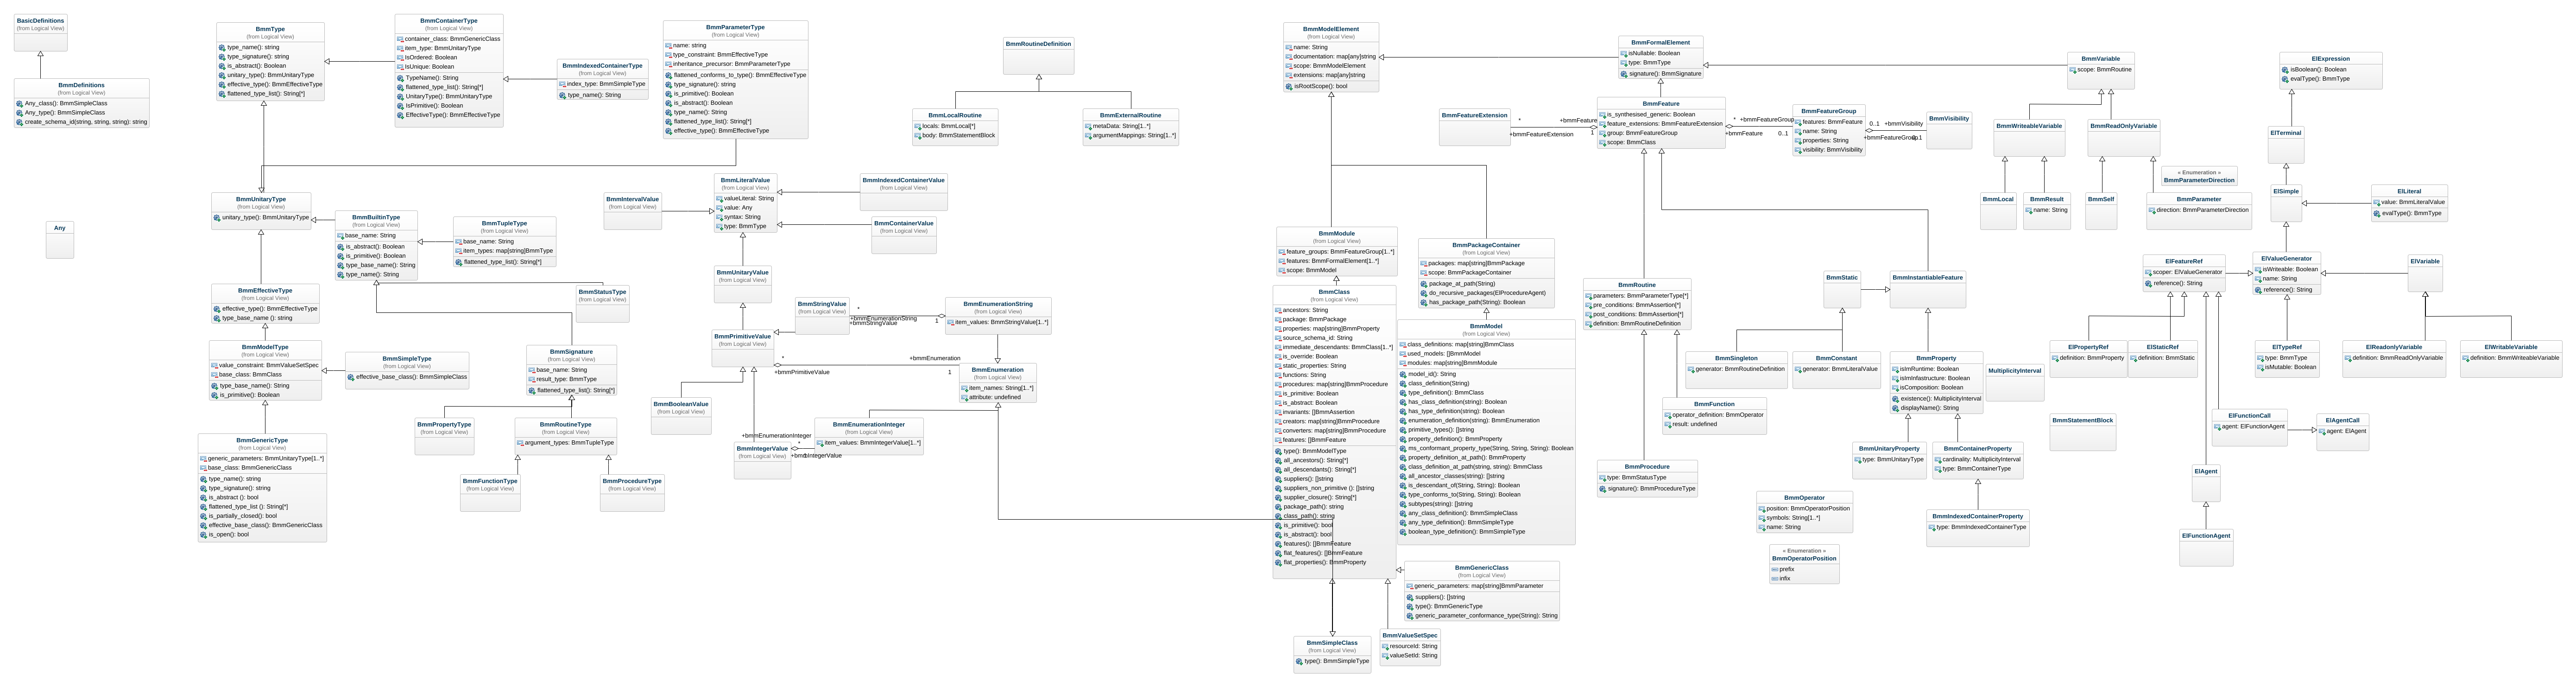 BasicDefinitions
(from Logical View)
BmmDefinitions
(from Logical View)
Any_class(): BmmSimpleClass
Any_type(): BmmSimpleClass
create_schema_id(string, string, string): string
Any
BmmType
(from Logical View)
type_name(): string
type_signature(): string
is_abstract(): Boolean
unitary_type(): BmmUnitaryType
effective_type(): BmmEffectiveType
flattened_type_list(): String[*]
BmmContainerType
(from Logical View)
container_class: BmmGenericClass
item_type: BmmUnitaryType
IsOrdered: Boolean
IsUnique: Boolean
TypeName(): String
flattened_type_list(): String[*]
UnitaryType(): BmmUnitaryType
IsPrimitive(): Boolean
EffectiveType(): BmmEffectiveType
BmmIndexedContainerType
(from Logical View)
index_type: BmmSimpleType
type_name(): String
BmmParameterType
(from Logical View)
name: string
type_constraint: BmmEffectiveType
inheritance_precursor: BmmParameterType
flattened_conforms_to_type(): BmmEffectiveType
type_signature(): string
is_primitive(): Boolean
is_abstract(): Boolean
type_name(): String
flattened_type_list(): String[*]
effective_type(): BmmEffectiveType
BmmRoutineDefinition
BmmLocalRoutine
locals: BmmLocal[*]
body: BmmStatementBlock
BmmExternalRoutine
metaData: String[1..*]
argumentMappings: String[1..*]
BmmUnitaryType
(from Logical View)
unitary_type(): BmmUnitaryType
BmmBuiltinType
(from Logical View)
base_name: String
is_abstract(): Boolean
is_primitive(): Boolean
type_base_name(): String
type_name(): String
BmmTupleType
(from Logical View)
base_name: String
item_types: map[string]BmmType
flattened_type_list(): String[*]
BmmStatusType
(from Logical View)
BmmEffectiveType
(from Logical View)
effective_type(): BmmEffectiveType
type_base_name (): string
BmmModelType
(from Logical View)
value_constraint: BmmValueSetSpec
base_class: BmmClass
type_base_name(): String
is_primitive(): Boolean
BmmSimpleType
(from Logical View)
effective_base_class(): BmmSimpleClass
BmmSignature
(from Logical View)
base_name: String
result_type: BmmType
flattened_type_list(): String[*]
BmmPropertyType
(from Logical View)
BmmRoutineType
(from Logical View)
argument_types: BmmTupleType
BmmFunctionType
(from Logical View)
BmmProcedureType
(from Logical View)
BmmGenericType
(from Logical View)
generic_parameters: BmmUnitaryType[1..*]
base_class: BmmGenericClass
type_name(): string
type_signature(): string
is_abstract (): bool
flattened_type_list (): String[*]
is_partially_closed(): bool
effective_base_class(): BmmGenericClass
is_open(): bool
BmmIntervalValue
(from Logical View)
BmmLiteralValue
(from Logical View)
valueLiteral: String
value: Any
syntax: String
type: BmmType
BmmIndexedContainerValue
(from Logical View)
BmmContainerValue
(from Logical View)
BmmUnitaryValue
(from Logical View)
BmmPrimitiveValue
(from Logical View)
BmmStringValue
(from Logical View)
*
+bmmEnumerationString
+bmmStringValue
1
BmmEnumerationString
(from Logical View)
item_values: BmmStringValue[1..*]
*
+bmmPrimitiveValue
+bmmEnumeration
1
BmmEnumeration
(from Logical View)
item_names: String[1..*]
attribute: undefined
BmmBooleanValue
(from Logical View)
BmmEnumerationInteger
(from Logical View)
item_values: BmmIntegerValue[1..*]
+bmmEnumerationInteger
*
BmmIntegerValue
(from Logical View)
+bmmIntegerValue
1
BmmModelElement
(from Logical View)
name: String
documentation: map[any]string
scope: BmmModelElement
extensions: map[any]string
isRootScope(): bool
BmmModule
(from Logical View)
feature_groups: BmmFeatureGroup[1..*]
features: BmmFormalElement[1..*]
scope: BmmModel
BmmPackageContainer
(from Logical View)
packages: map[string]BmmPackage
scope: BmmPackageContainer
package_at_path(String)
do_recursive_packages(ElProcedureAgent)
has_package_path(String): Boolean
BmmClass
(from Logical View)
ancestors: String
package: BmmPackage
properties: map[string]BmmProperty
source_schema_id: String
immediate_descendants: BmmClass[1..*]
is_override: Boolean
static_properties: String
functions: String
procedures: map[string]BmmProcedure
is_primitive: Boolean
is_abstract: Boolean
invariants: []BmmAssertion
creators: map[string]BmmProcedure
converters: map[string]BmmProcedure
features: []BmmFeature
type(): BmmModelType
all_ancestors(): String[*]
all_descendants(): String[*]
suppliers(): []string
suppliers_non_primitive (): []string
supplier_closure(): String[*]
package_path(): string
class_path(): string
is_primitive(): bool
is_abstract(): bool
features(): []BmmFeature
flat_features(): []BmmFeature
flat_properties(): BmmProperty
BmmModel
(from Logical View)
class_definitions: map[string]BmmClass
used_models: []BmmModel
modules: map[string]BmmModule
model_id(): String
class_definition(String)
type_definition(): BmmClass
has_class_definition(string): Boolean
has_type_definition(string): Boolean
enumeration_definition(string): BmmEnumeration
primitive_types(): []string
property_definition(): BmmProperty
ms_conformant_property_type(String, String, String): Boolean
property_definition_at_path(): BmmProperty
class_definition_at_path(string, string): BmmClass
all_ancestor_classes(string): []string
is_descendant_of(String, String): Boolean
type_conforms_to(String, String): Boolean
subtypes(string): []string
any_class_definition(): BmmSimpleClass
any_type_definition(): BmmSimpleType
boolean_type_definition(): BmmSimpleType
BmmGenericClass
(from Logical View)
generic_parameters: map[string]BmmParameter
suppliers(): []string
type(): BmmGenericType
generic_parameter_conformance_type(String): String
BmmSimpleClass
(from Logical View)
type(): BmmSimpleType
BmmValueSetSpec
resourceId: String
valueSetId: String
BmmFormalElement
isNullable: Boolean
type: BmmType
signature(): BmmSignature
BmmFeatureExtension
*
+bmmFeatureExtension
+bmmFeature
1
BmmFeature
is_synthesised_generic: Boolean
feature_extensions: BmmFeatureExtension
group: BmmFeatureGroup
scope: BmmClass
*
+bmmFeature
+bmmFeatureGroup
0..1
BmmFeatureGroup
features: BmmFeature
name: String
properties: String
visibility: BmmVisibility
0..1
+bmmFeatureGroup
+bmmVisibility
0..1
BmmVisibility
BmmRoutine
parameters: BmmParameterType[*]
pre_conditions: BmmAssertion[*]
post_conditions: BmmAssertion[*]
definition: BmmRoutineDefinition
BmmStatic
BmmInstantiableFeature
BmmSingleton
generator: BmmRoutineDefinition
BmmConstant
generator: BmmLiteralValue
BmmProperty
isImRuntime: Boolean
isImInfastructure: Boolean
isComposition: Boolean
existence(): MultiplicityInterval
displayName(): String
MultiplicityInterval
BmmFunction
operator_definition: BmmOperator
result: undefined
BmmProcedure
type: BmmStatusType
signature(): BmmProcedureType
BmmUnitaryProperty
type: BmmUnitaryType
BmmContainerProperty
cardinality: MultiplicityInterval
type: BmmContainerType
BmmIndexedContainerProperty
type: BmmIndexedContainerType
BmmOperator
position: BmmOperatorPosition
symbols: String[1..*]
name: String
« Enumeration »
BmmOperatorPosition
prefix
infix
BmmVariable
scope: BmmRoutine
BmmWriteableVariable
BmmReadOnlyVariable
BmmLocal
BmmResult
name: String
BmmSelf
« Enumeration »
BmmParameterDirection
BmmParameter
direction: BmmParameterDirection
ElExpression
isBoolean(): Boolean
evalType(): BmmType
ElTerminal
ElSimple
ElLiteral
value: BmmLiteralValue
evalType(): BmmType
ElFeatureRef
scoper: ElValueGenerator
reference(): String
ElValueGenerator
isWriteable: Boolean
name: String
reference(): String
ElVariable
ElPropertyRef
definition: BmmProperty
ElStaticRef
definition: BmmStatic
ElTypeRef
type: BmmType
isMutable: Boolean
ElReadonlyVariable
definition: BmmReadOnlyVariable
ElWritableVariable
definition: BmmWriteableVariable
BmmStatementBlock
ElFunctionCall
agent: ElFunctionAgent
ElAgentCall
agent: ElAgent
ElAgent
ElFunctionAgent